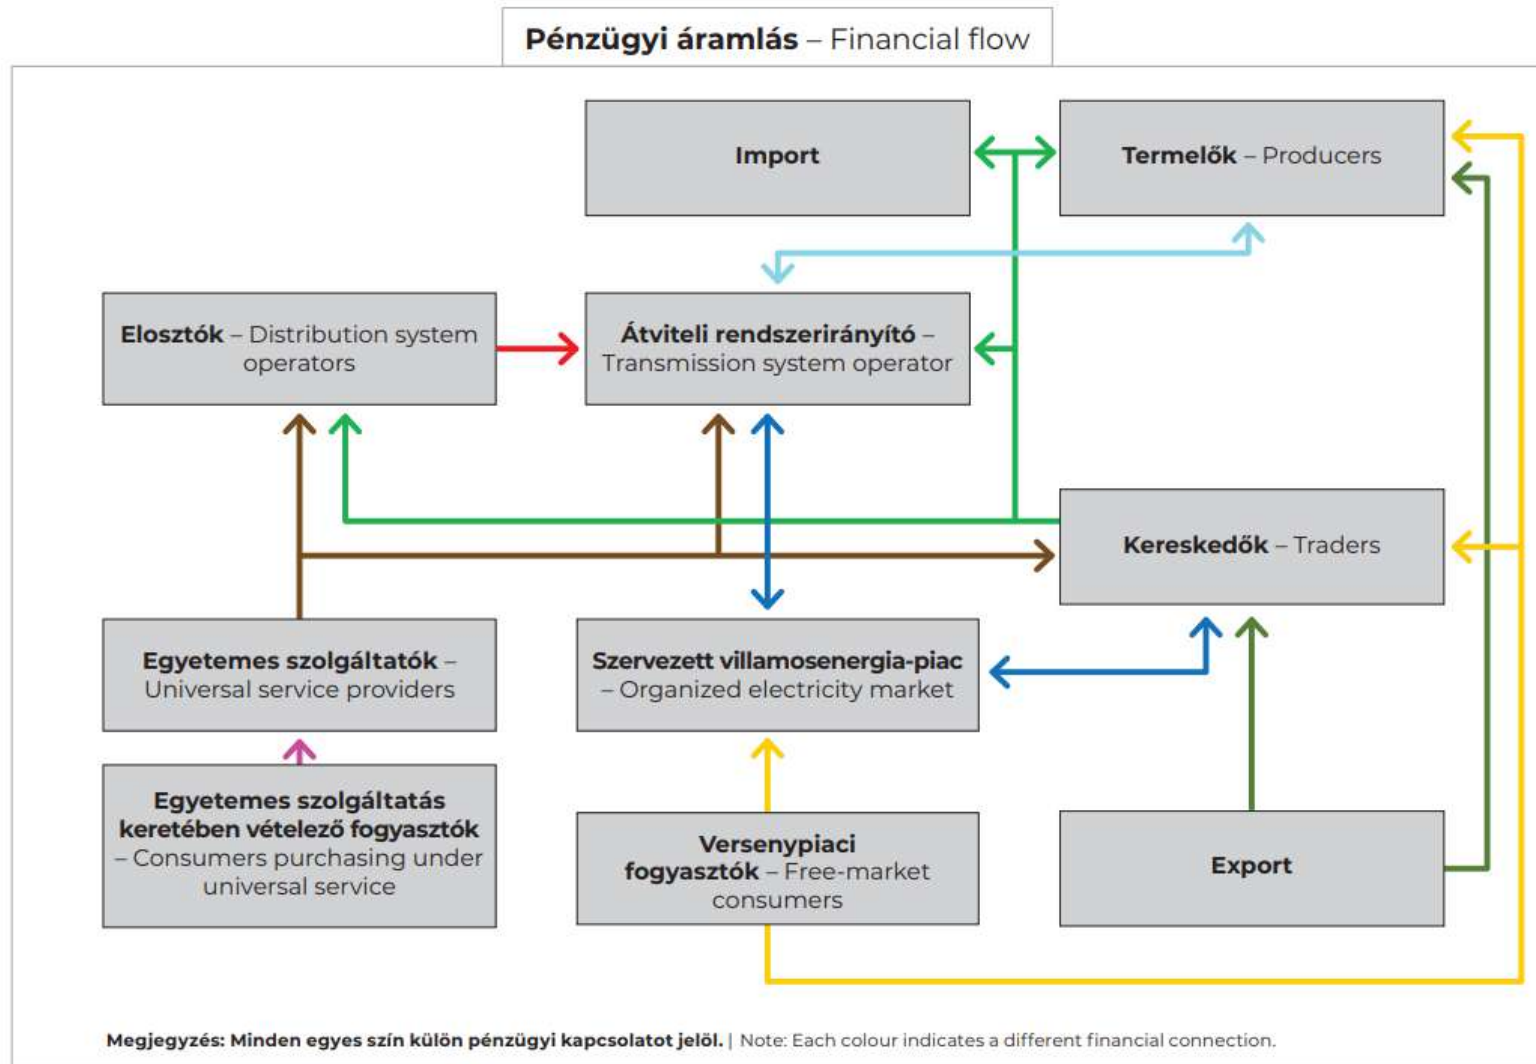 Pénzügyi áramlás – Financial flow
Import
Termelők – Producers
Elosztók – Distribution system
operators
Átviteli rendszerirányító –
Transmission system operator
Kereskedők – Traders
Egyetemes szolgáltatók –
Universal service providers
Szervezett villamosenergia-piac
– Organized electricity market
Egyetemes szolgáltatás
keretében vételező fogyasztók
– Consumers purchasing under
universal service
Versenypiaci
fogyasztók – Free-market
consumers
Export
Megjegyzés: Minden egyes szín külön pénzügyi kapcsolatot jelöl. | Note: Each colour indicates a different financial connection.